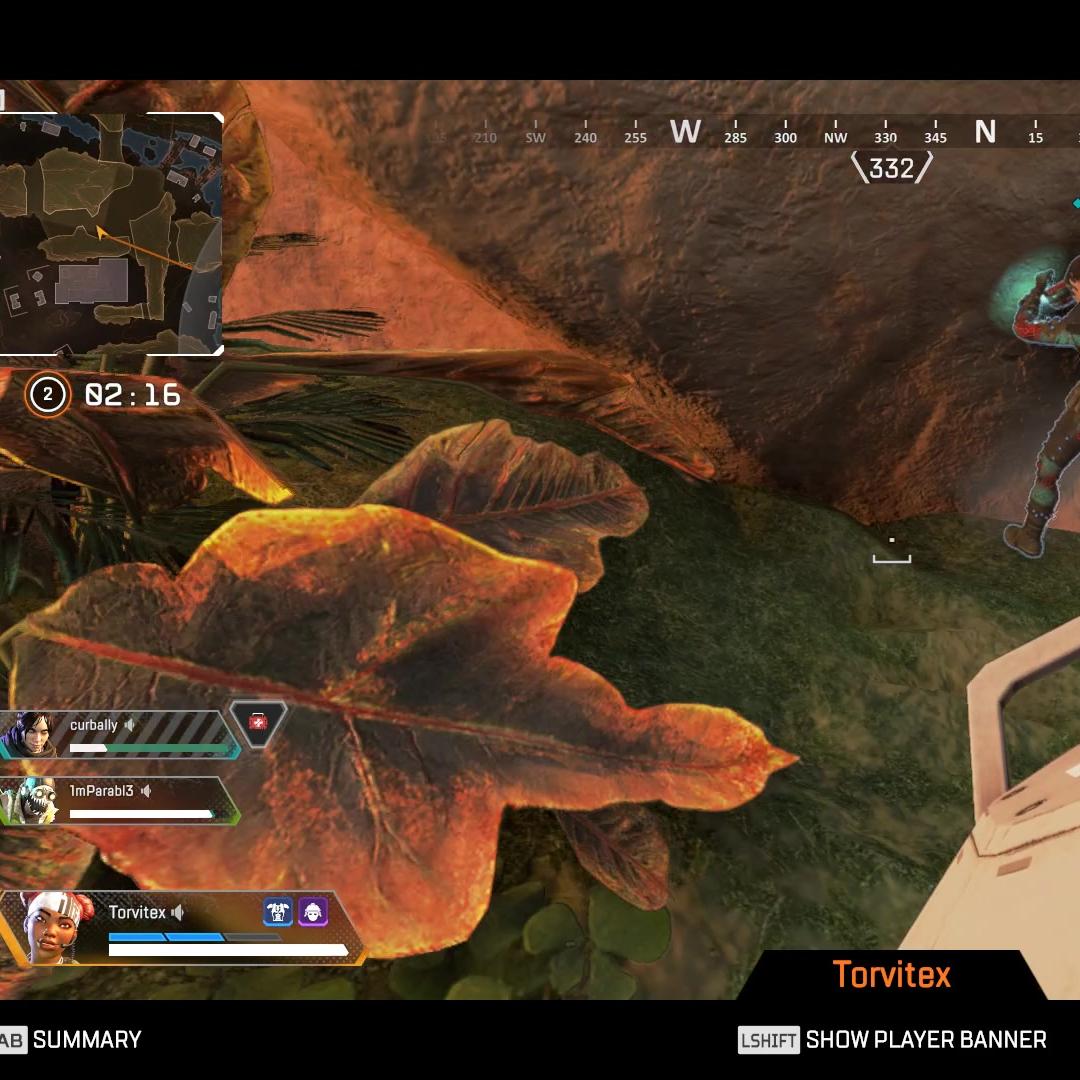 210 SW 240 255 W 285 300 NW 330 345 N 15
332
2 02:16
curbally
1mParabl3
Torvitex
Torvitex
AB SUMMARY
LSHIFT SHOW PLAYER BANNER